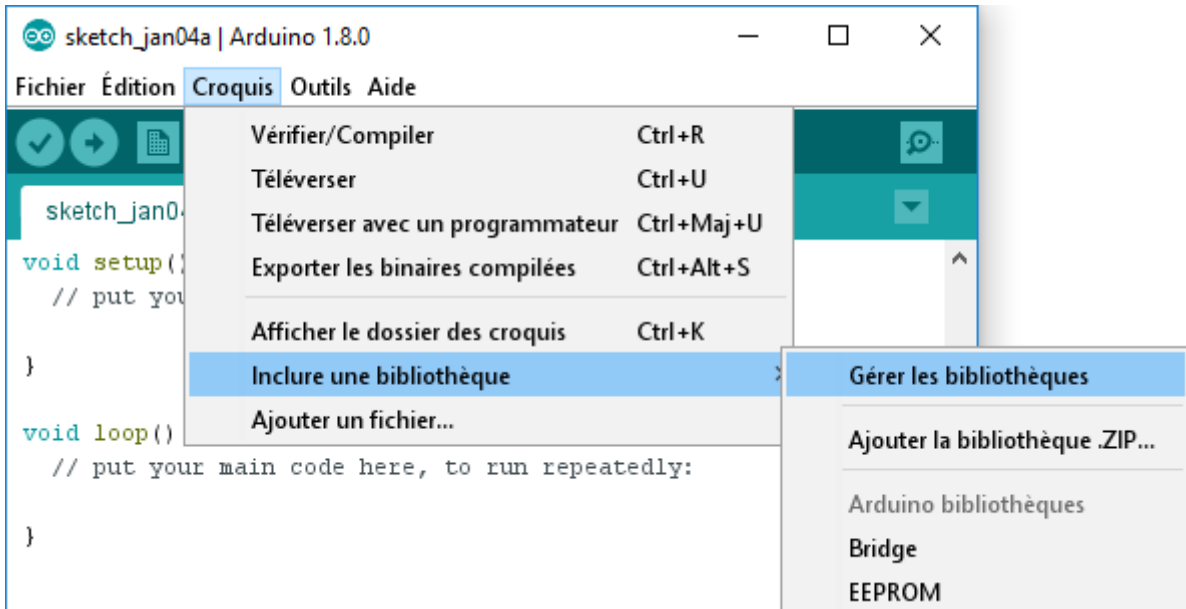 sketch_jan04a | Arduino 1.8.0
Fichier Édition Croquis Outils Aide
Vérifier/Compiler Ctrl+R
Téléverser Ctrl+U
Téléverser avec un programmateur Ctrl+Maj+U
Exporter les binaires compilées Ctrl+Alt+S
Afficher le dossier des croquis Ctrl+K
Inclure une bibliothèque
Ajouter un fichier...
Gérer les bibliothèques
Ajouter la bibliothèque .ZIP...
Arduino bibliothèques
Bridge
EEPROM
sketch_jan04
void setup()
// put you
}
void loop()
// put your main code here, to run repeatedly:
}